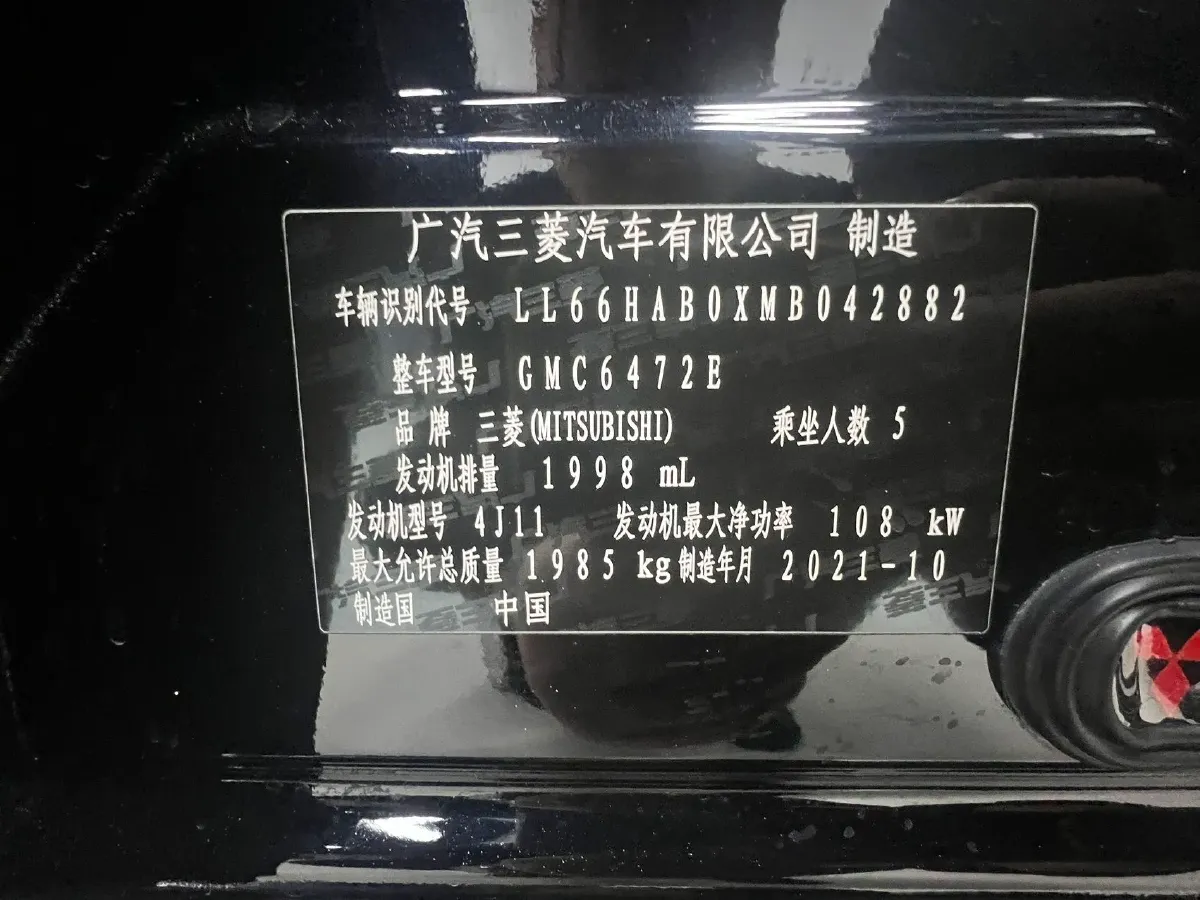 广汽三菱汽车有限公司 制造
车辆识别代号 LL66HAB0XMB042882
整车型号 GMC6472E
品牌 三菱(MITSUBISHI) 乘坐人数 5
发动机排量 1998 mL
发动机型号 4J11 发动机最大净功率 108 kW
最大允许总质量 1985 kg 制造年月 2021-10
制造国 中国